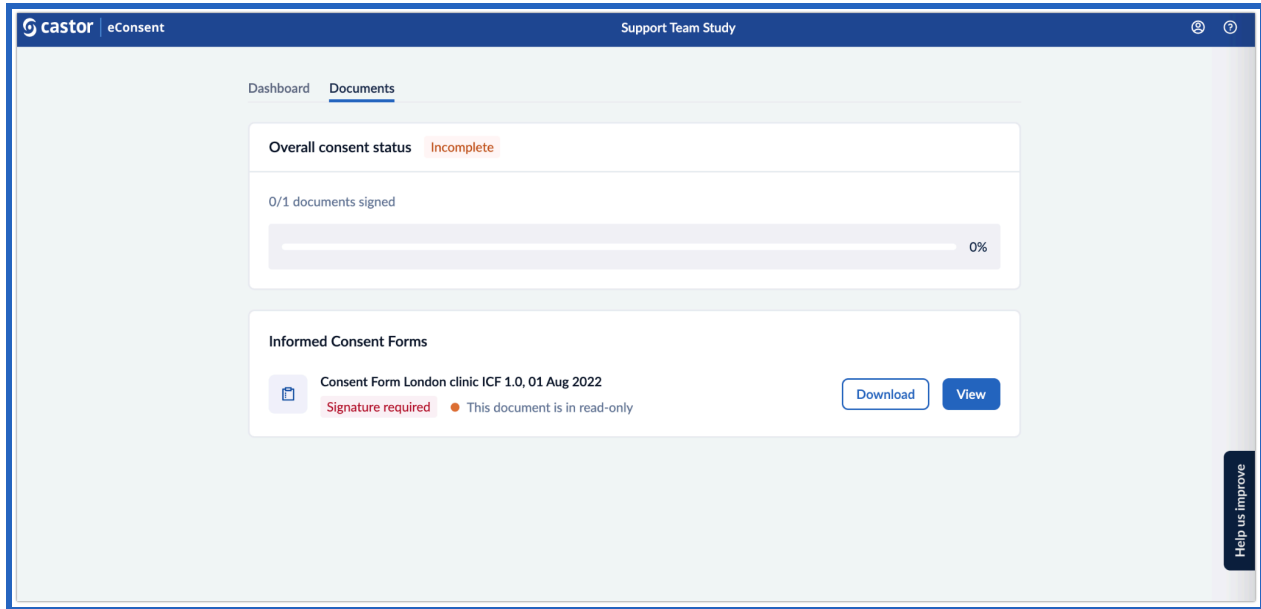 castor eConsent Support Team Study
Dashboard Documents
Overall consent status Incomplete
0/1 documents signed
0%
Informed Consent Forms
Consent Form London clinic ICF 1.0, 01 Aug 2022
Signature required This document is in read-only
Download View
Help us improve